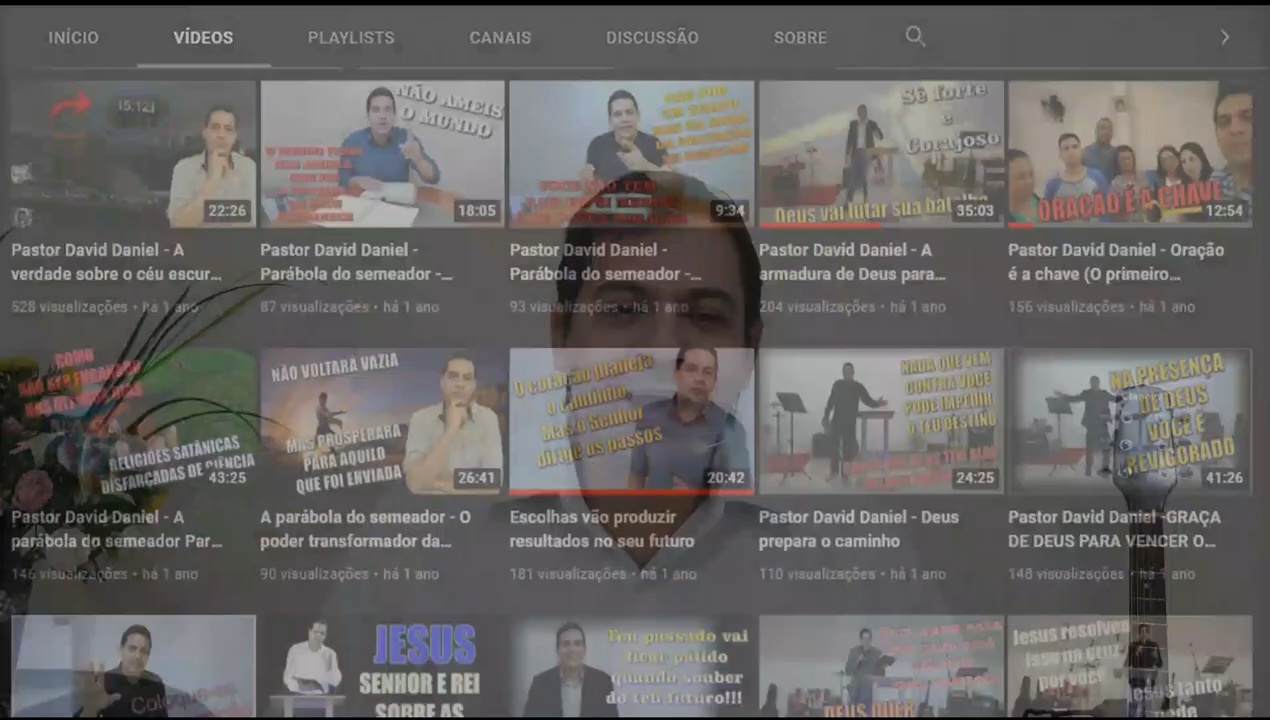 INÍCIO VÍDEOS PLAYLISTS CANAIS DISCUSSÃO SOBRE
NÃO AMEIS
O MUNDO
Sê forte
e
Corajoso
Deus vai lutar sua batalha
ORAÇÃO É A CHAVE
22:26 18:05 9:34 35:03 12:54
Pastor David Daniel - A
verdade sobre o céu escur...
528 visualizações • há 1 ano
Pastor David Daniel -
Parábola do semeador -...
87 visualizações • há 1 ano
Pastor David Daniel -
Parábola do semeador -...
93 visualizações • há 1 ano
Pastor David Daniel - A
armadura de Deus para...
204 visualizações • há 1 ano
Pastor David Daniel - Oração
é a chave (O primeiro...
156 visualizações • há 1 ano
COMO
NÃO SER ENGANADO
RELIGIÕES SATÂNICAS
DISFARÇADAS DE CIÊNCIA
43:25
NÃO VOLTARÁ VAZIA
MAS PROSPERARÁ
PARA AQUILO
QUE FOI ENVIADA
26:41
O coração planeja
o caminho
Mas o Senhor
dirige os passos
20:42
NADA QUE VEM
CONTRA VOCÊ
PODE IMPEDIR
O TEU DESTINO
24:25
NA PRESENÇA
DE DEUS
VOCÊ É
REVIGORADO
41:26
Pastor David Daniel - A
parábola do semeador Par...
146 visualizações • há 1 ano
A parábola do semeador - O
poder transformador da...
90 visualizações • há 1 ano
Escolhas vão produzir
resultados no seu futuro
181 visualizações • há 1 ano
Pastor David Daniel - Deus
prepara o caminho
110 visualizações • há 1 ano
Pastor David Daniel -GRAÇA
DE DEUS PARA VENCER O...
148 visualizações • há 1 ano
JESUS
SENHOR E REI
SOBRE AS
Teu passado vai
ficar pálido
quando souber
do teu futuro!!!
DEUS QUER
Jesus resolveu
isso na cruz
por você